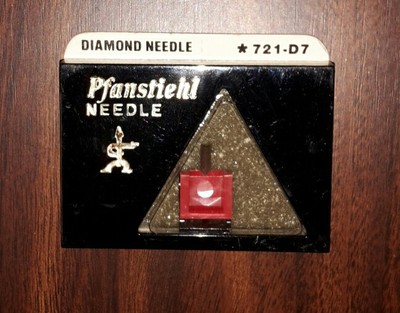 DIAMOND NEEDLE *721-D7
Pfanstiehl
NEEDLE